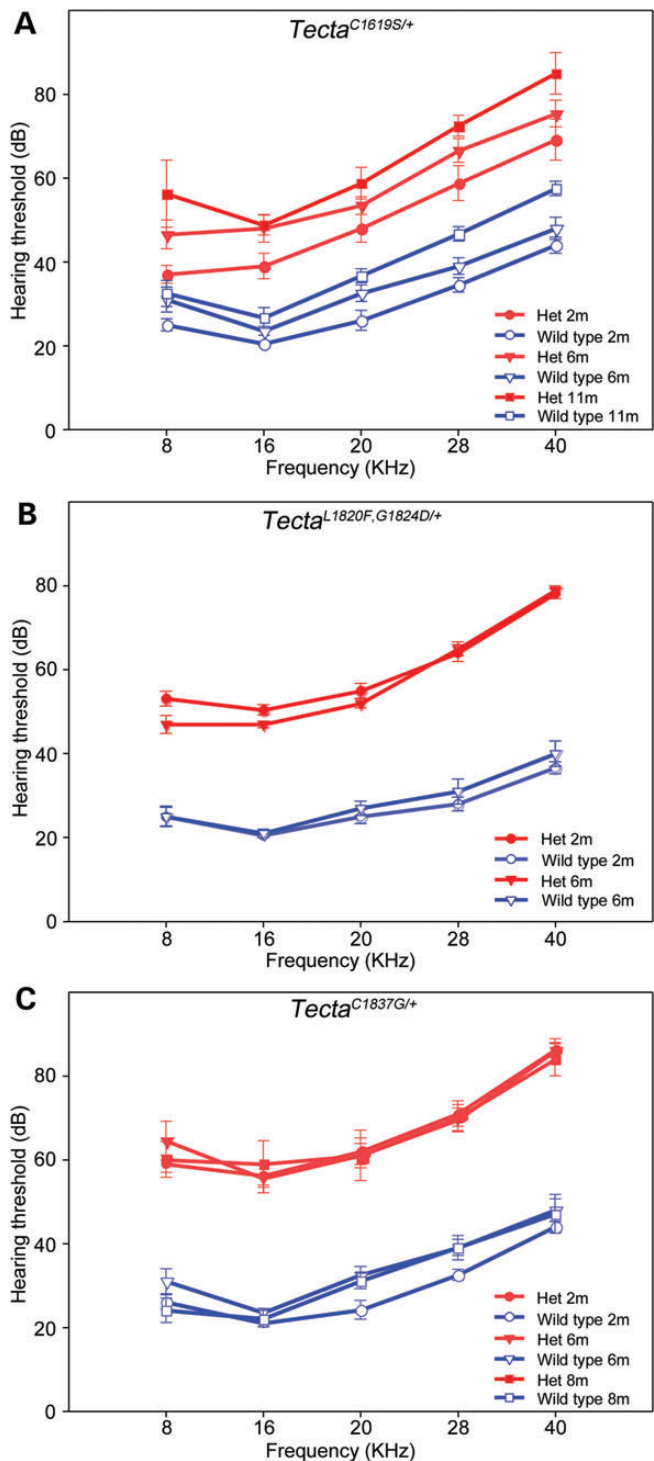 A
Tecta^C1619S/+
Hearing threshold (dB)
80
60
40
20
0
8 16 20 28 40
Frequency (KHz)
Het 2m
Wild type 2m
Het 6m
Wild type 6m
Het 11m
Wild type 11m
B
Tecta^L1820F,G1824D/+
Hearing threshold (dB)
80
60
40
20
0
8 16 20 28 40
Frequency (KHz)
Het 2m
Wild type 2m
Het 6m
Wild type 6m
C
Tecta^C1837G/+
Hearing threshold (dB)
80
60
40
20
0
8 16 20 28 40
Frequency (KHz)
Het 2m
Wild type 2m
Het 6m
Wild type 6m
Het 8m
Wild type 8m